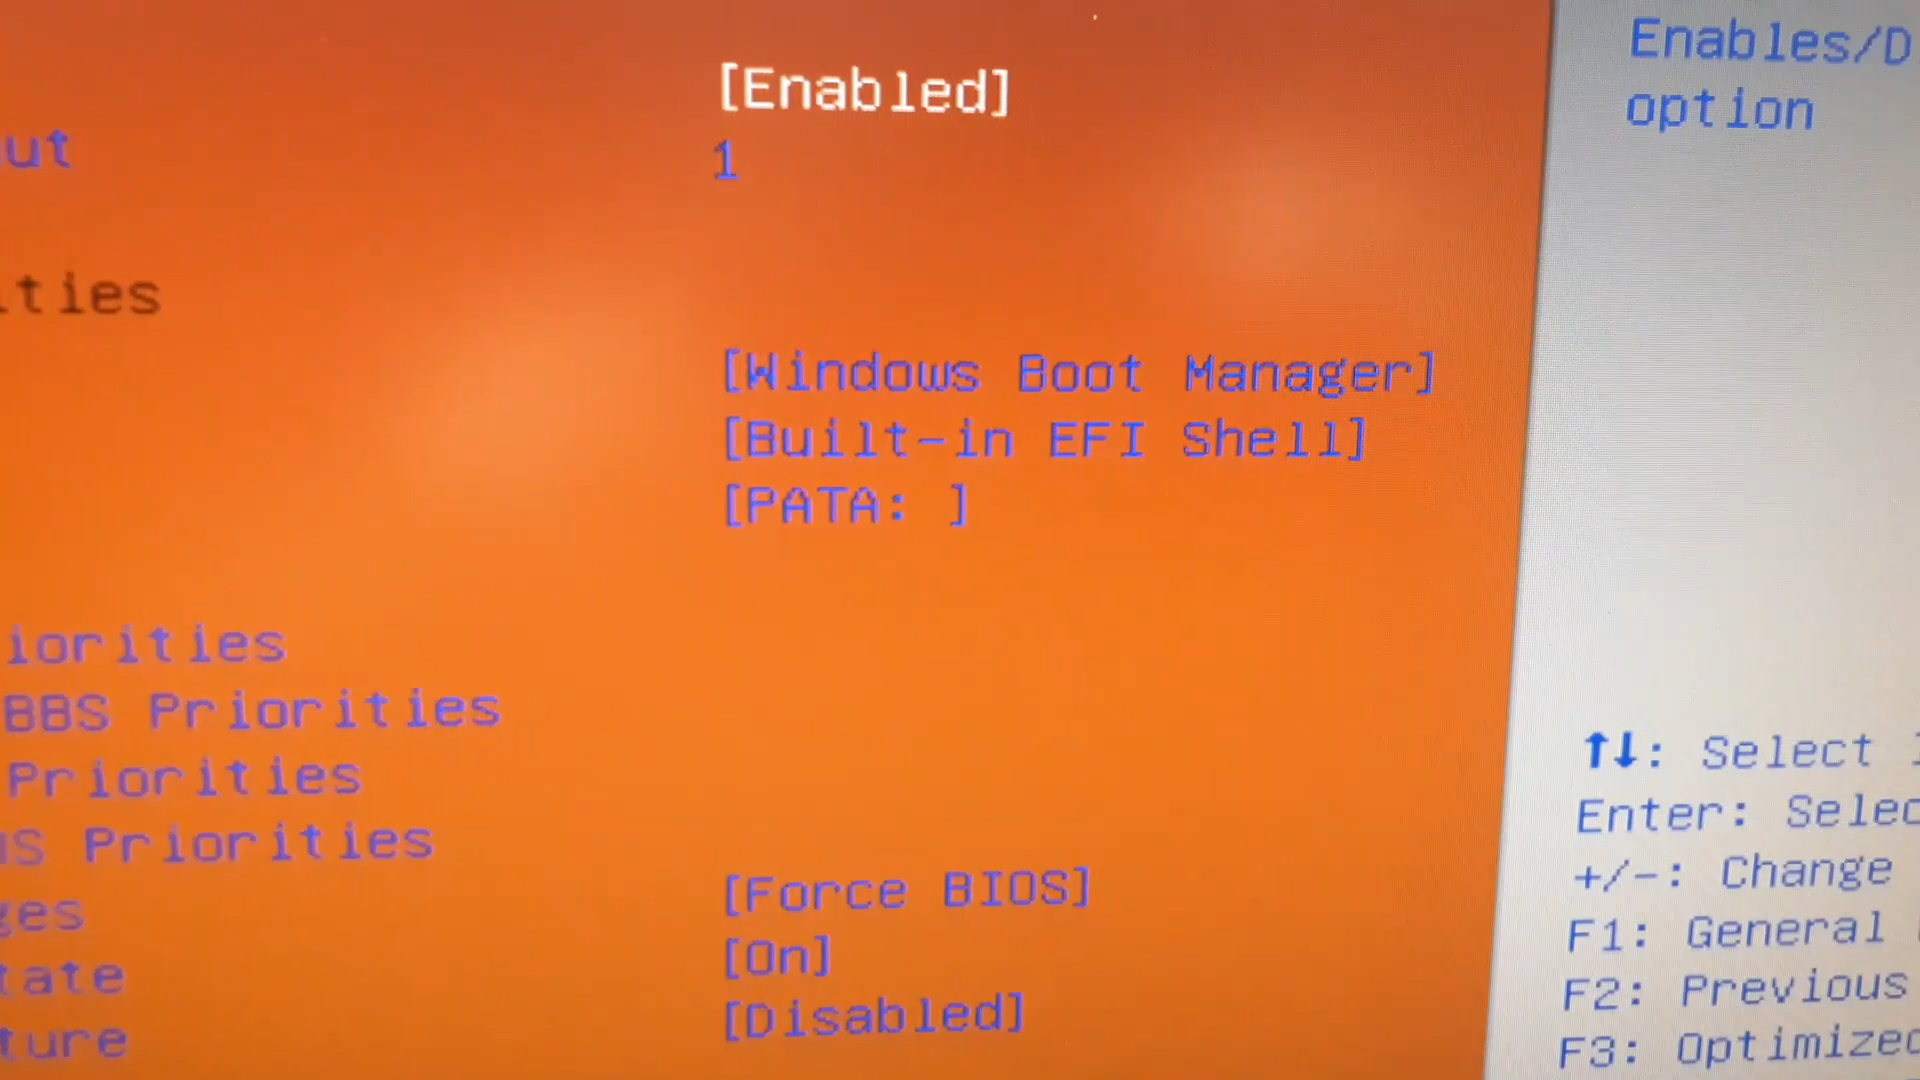 [Enabled]
ut 1
ties
[Windows Boot Manager]
[Built-in EFI Shell]
[PATA: ]
iorities
BBS Priorities
Priorities
S Priorities
ges [Force BIOS]
tate [On]
ture [Disabled]
Enables/D
option
↑↓: Select
Enter: Selec
+/-: Change
F1: General
F2: Previous
F3: Optimized